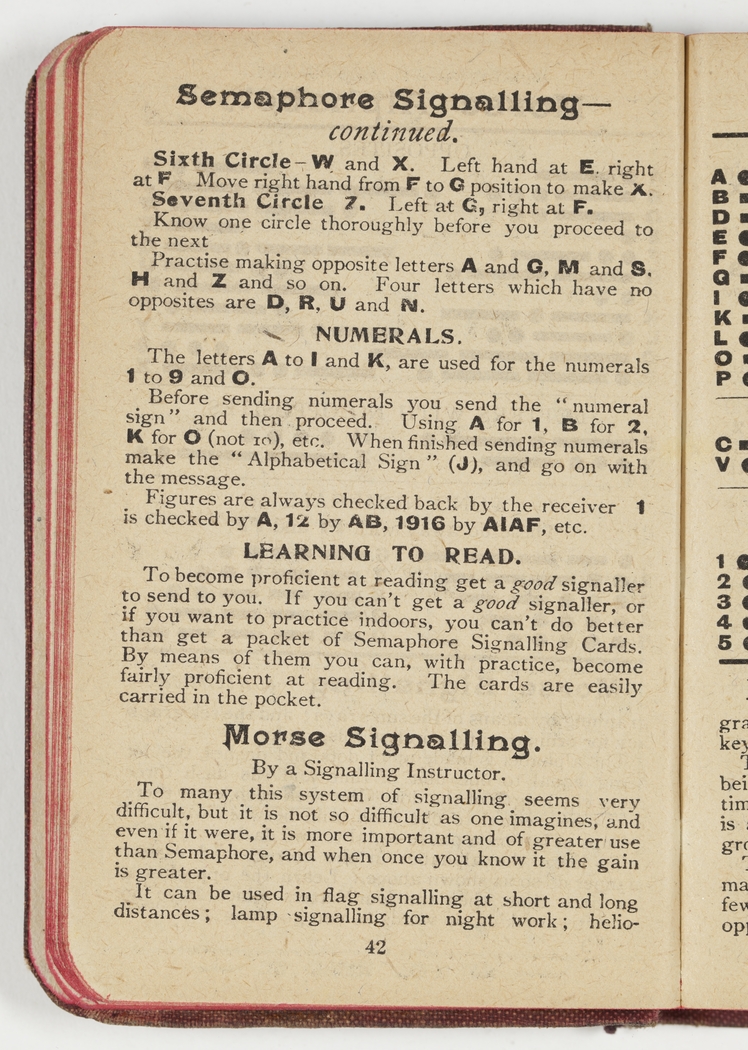 Semaphore Signalling—
continued.
Sixth Circle—W and X. Left hand at E. right
at F Move right hand from F to G position to make X.
Seventh Circle Z. Left at G, right at F.
Know one circle thoroughly before you proceed to
the next
Practise making opposite letters A and G, M and S,
H and Z and so on. Four letters which have no
opposites are D, R, U and N.
NUMERALS.
The letters A to I and K, are used for the numerals
1 to 9 and O.
Before sending numerals you send the "numeral
sign" and then proceed. Using A for 1, B for 2,
K for O (not 10), etc. When finished sending numerals
make the "Alphabetical Sign" (J), and go on with
the message.
Figures are always checked back by the receiver 1
is checked by A, 12 by AB, 1916 by AIAF, etc.
LEARNING TO READ.
To become proficient at reading get a good signaller
to send to you. If you can't get a good signaller, or
if you want to practice indoors, you can't do better
than get a packet of Semaphore Signalling Cards.
By means of them you can, with practice, become
fairly proficient at reading. The cards are easily
carried in the pocket.
Morse Signalling.
By a Signalling Instructor.
To many this system of signalling seems very
difficult, but it is not so difficult as one imagines, and
even if it were, it is more important and of greater use
than Semaphore, and when once you know it the gain
is greater.
It can be used in flag signalling at short and long
distances; lamp signalling for night work; helio-
42
A
B
D
E
F
G
I
K
L
O
P
C
V
1
2
3
4
5